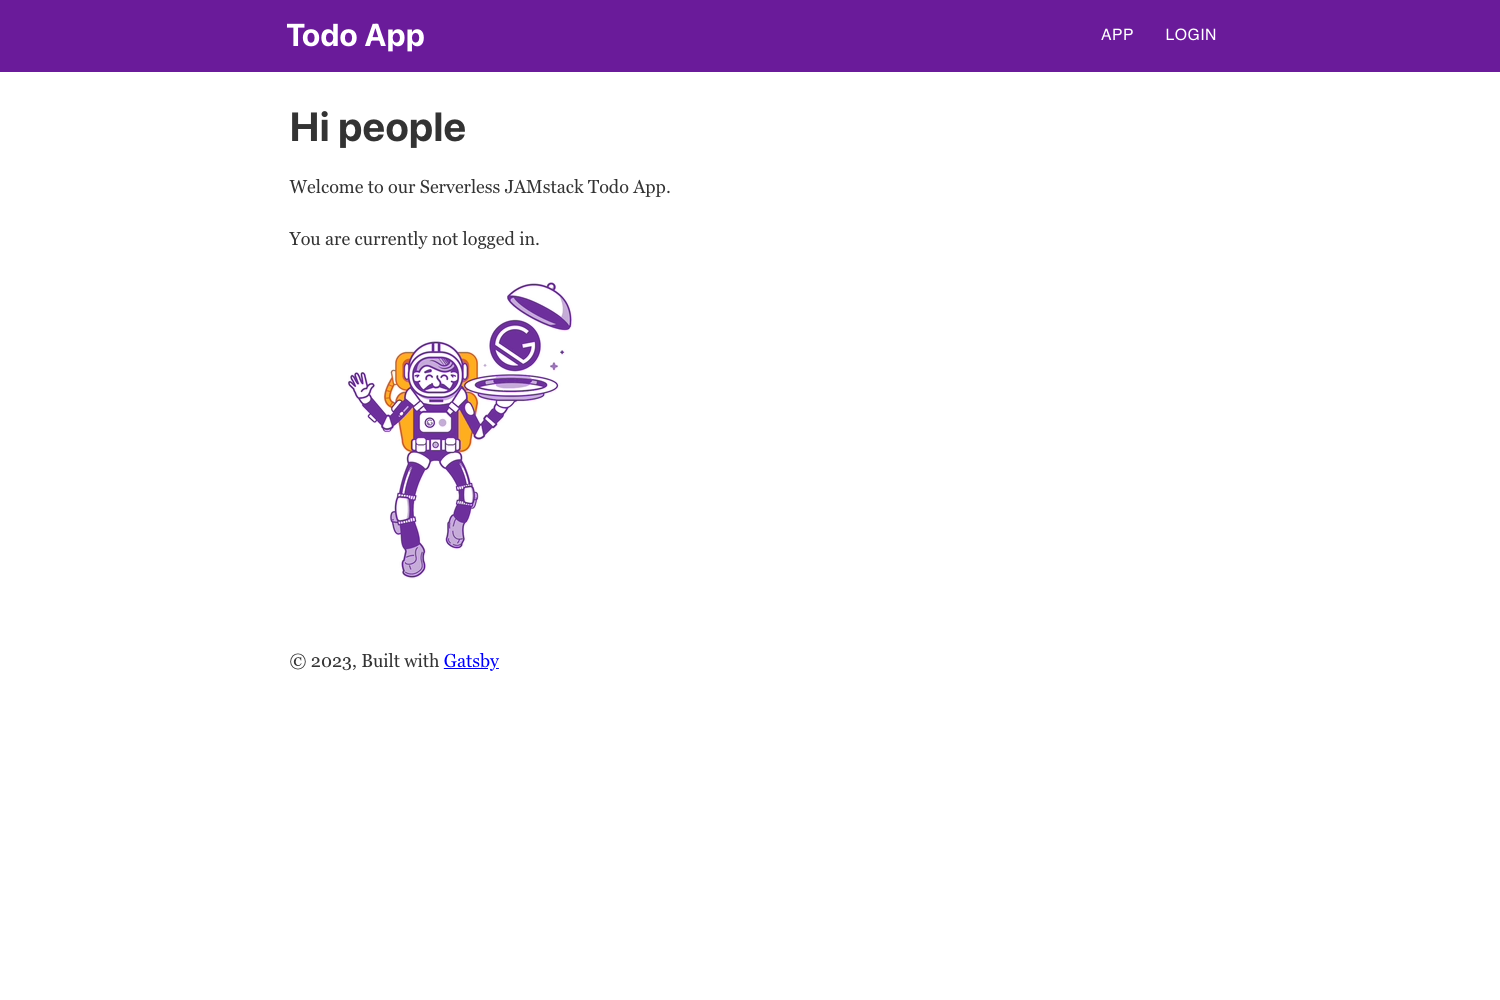 Todo App
APP
LOGIN
Hi people
Welcome to our Serverless JAMstack Todo App.
You are currently not logged in.
© 2023, Built with Gatsby